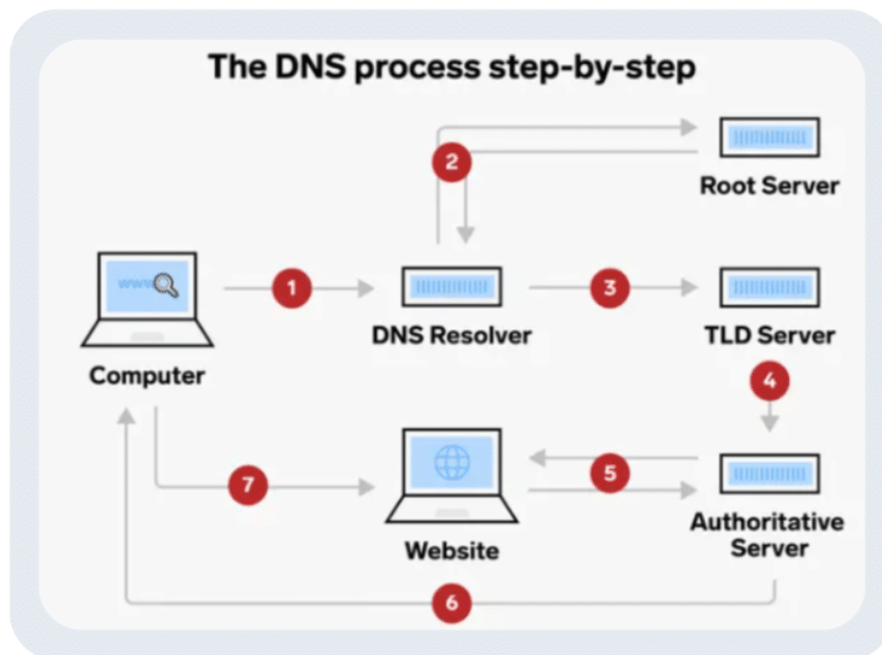 The DNS process step-by-step
2
Root Server
www
1
3
DNS Resolver
TLD Server
Computer
4
7
5
Website
Authoritative
Server
6